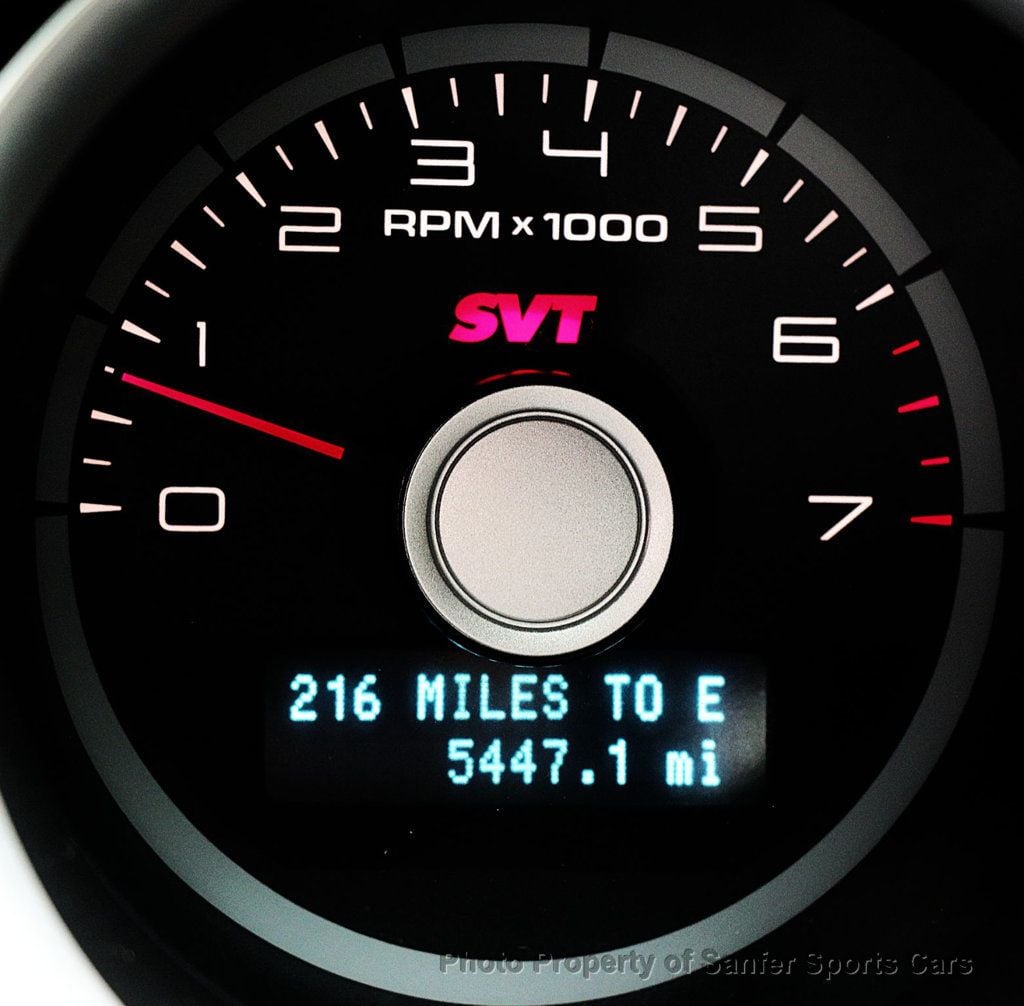 3 4
2 RPM x 1000 5
SVT
1 6
0 7
216 MILES TO E
5447.1 mi
Photo Property of Sanfer Sports Cars